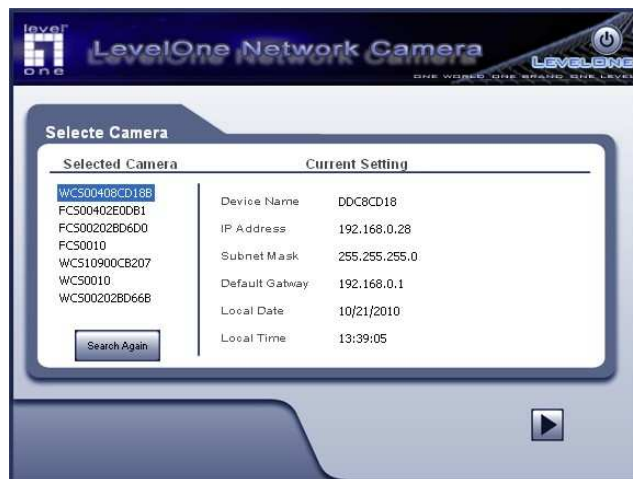 level
one
LevelOne Network Camera
LEVELONE
ONE WORLD ONE BRAND ONE LEVEL
Selecte Camera
Selected Camera
Current Setting
WCS00408CD18B
FCS00402E0DB1
FCS00202BD6D0
FCS0010
WCS10900CB207
WCS0010
WCS00202BD66B
Search Again
Device Name DDC8CD18
IP Address 192.168.0.28
Subnet Mask 255.255.255.0
Default Gatway 192.168.0.1
Local Date 10/21/2010
Local Time 13:39:05